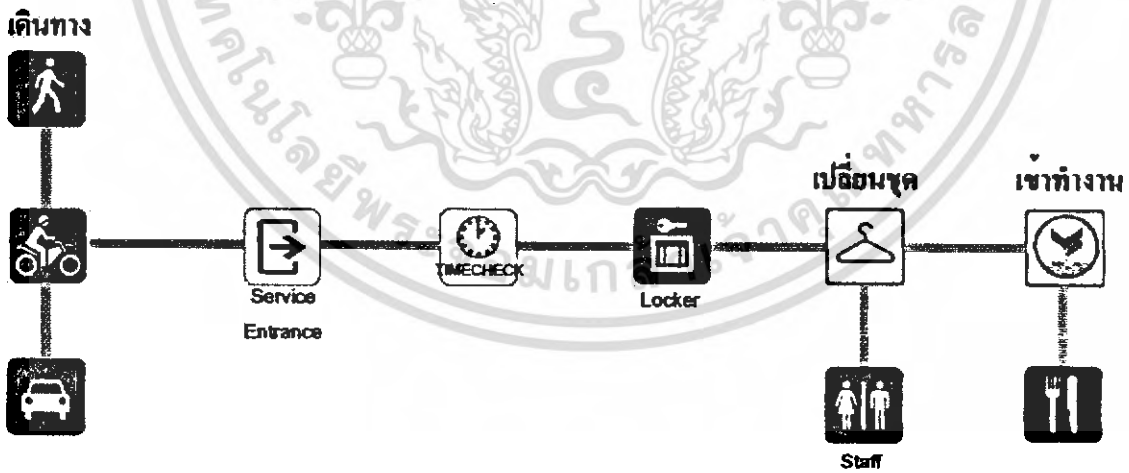 เดินทาง
เปลี่ยนชุด
เข้าทำงาน
TIMECHECK
Service
Entrance
Locker
Staff